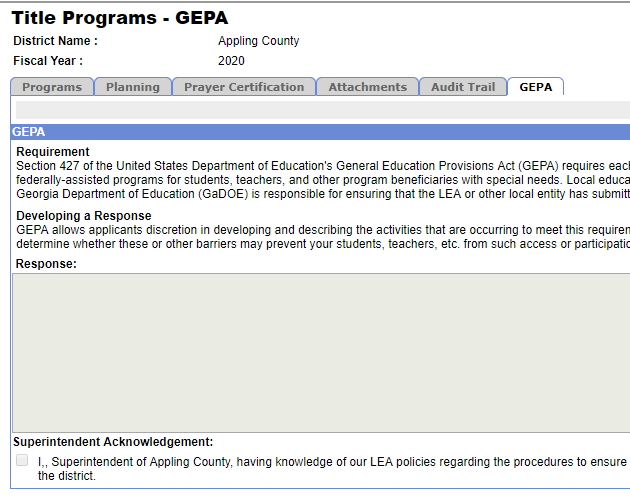 Title Programs - GEPA
District Name : Appling County
Fiscal Year : 2020
Programs Planning Prayer Certification Attachments Audit Trail GEPA
GEPA
Requirement
Section 427 of the United States Department of Education's General Education Provisions Act (GEPA) requires each
federally-assisted programs for students, teachers, and other program beneficiaries with special needs. Local educa
Georgia Department of Education (GaDOE) is responsible for ensuring that the LEA or other local entity has submitt
Developing a Response
GEPA allows applicants discretion in developing and describing the activities that are occurring to meet this requirem
determine whether these or other barriers may prevent your students, teachers, etc. from such access or participatio
Response:
Superintendent Acknowledgement:
I,, Superintendent of Appling County, having knowledge of our LEA policies regarding the procedures to ensure
the district.